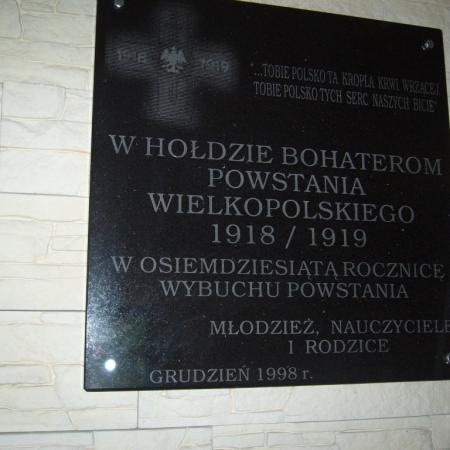 1918 1919
"...TOBIE POLSKO TA KROPLA KRWI WRZĄCEJ
TOBIE POLSKO TYCH SERC NASZYCH BICIE"
W HOŁDZIE BOHATEROM
POWSTANIA
WIELKOPOLSKIEGO
1918 / 1919
W OSIEMDZIESIĄTĄ ROCZNICĘ
WYBUCHU POWSTANIA
MŁODZIEŻ, NAUCZYCIELE
I RODZICE
GRUDZIEŃ 1998 r.